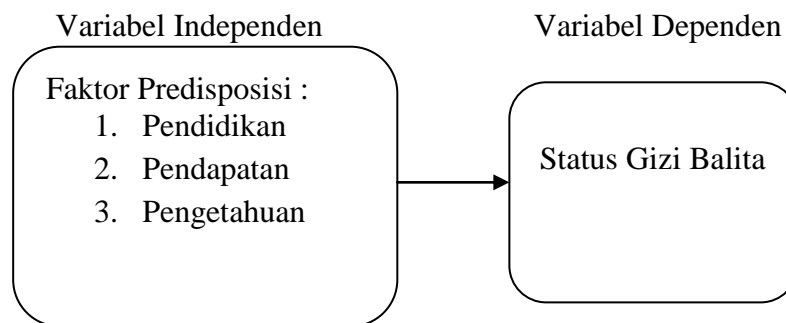 Variabel Independen
Variabel Dependen
Faktor Predisposisi :
1. Pendidikan
2. Pendapatan
3. Pengetahuan
Status Gizi Balita